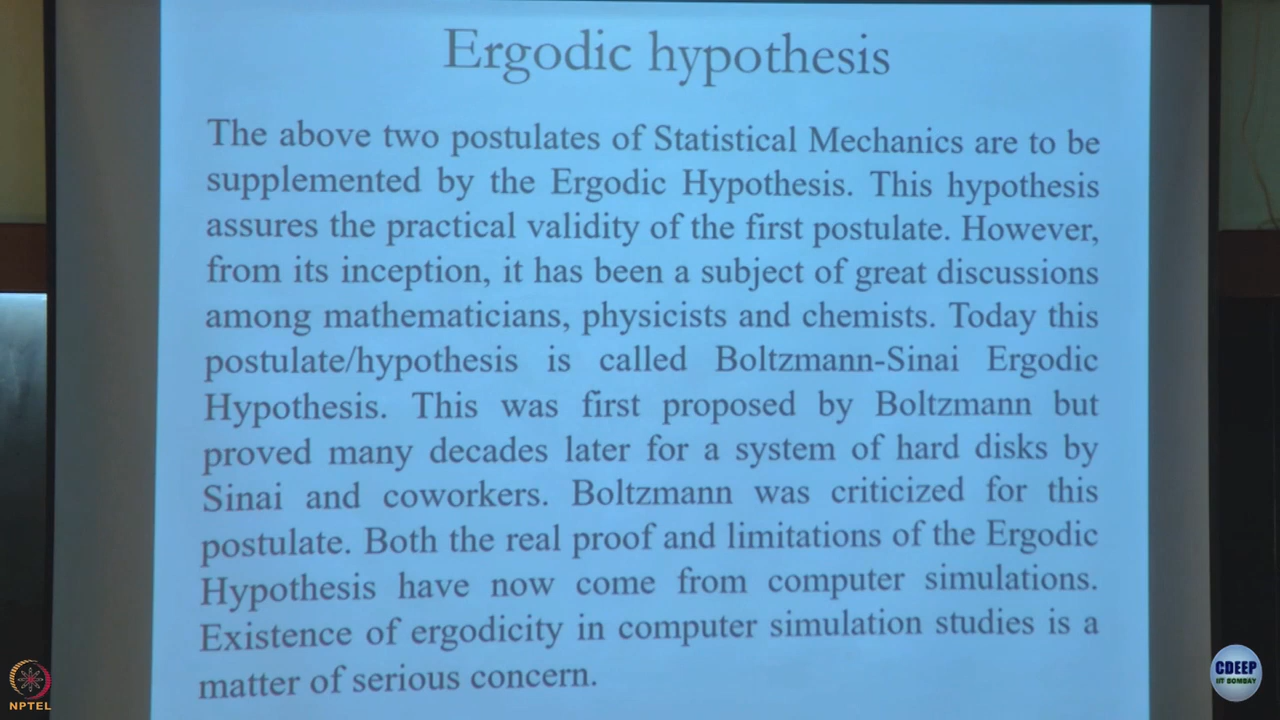 Ergodic hypothesis
The above two postulates of Statistical Mechanics are to be
supplemented by the Ergodic Hypothesis. This hypothesis
assures the practical validity of the first postulate. However,
from its inception, it has been a subject of great discussions
among mathematicians, physicists and chemists. Today this
postulate/hypothesis is called Boltzmann-Sinai Ergodic
Hypothesis. This was first proposed by Boltzmann but
proved many decades later for a system of hard disks by
Sinai and coworkers. Boltzmann was criticized for this
postulate. Both the real proof and limitations of the Ergodic
Hypothesis have now come from computer simulations.
Existence of ergodicity in computer simulation studies is a
matter of serious concern.
NPTEL
CDEEP
IIT BOMBAY